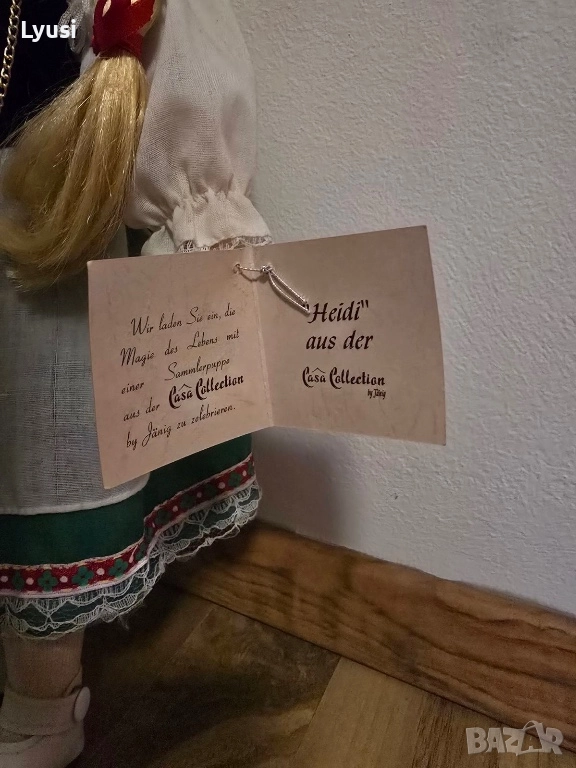 Lyusi
Wir laden Sie ein, die
Magie des Lebens mit
einer Sammlerpuppe
aus der Casa Collection
by Jänig zu zelebrieren.
"Heidi"
aus der
Casa Collection
by Jänig
BAZAR